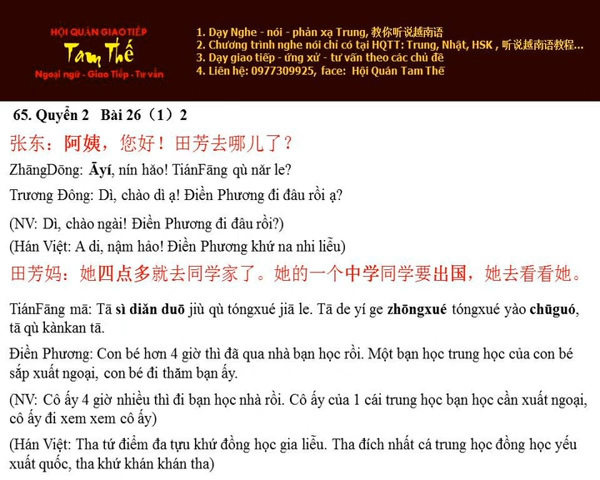 HỘI QUÁN GIAO TIẾP
Tam Thế
Ngoại ngữ - Giao Tiếp - Tư vấn
1. Dạy Nghe - nói - phản xạ Trung, 教你听说越南语
2. Chương trình nghe nói chỉ có tại HQTT: Trung, Nhật, HSK , 听说越南语教程...
3. Dạy giao tiếp - ứng xử - tư vấn theo các chủ đề
4. Liên hệ: 0977309925, face: Hội Quán Tam Thế
65. Quyển 2 Bài 26（1）2
张东：阿姨，您好！田芳去哪儿了？
ZhāngDōng: Āyí, nín hǎo! TiánFāng qù nǎr le?
Trương Đông: Dì, chào dì ạ! Điền Phương đi đâu rồi ạ?
(NV: Dì, chào ngài! Điền Phương đi đâu rồi?)
(Hán Việt: A di, nậm hảo! Điền Phương khứ na nhi liễu)
田芳妈：她四点多就去同学家了。她的一个中学同学要出国，她去看看她。
TiánFāng mā: Tā sì diǎn duō jiù qù tóngxué jiā le. Tā de yí ge zhōngxué tóngxué yào chūguó,
tā qù kànkan tā.
Điền Phương: Con bé hơn 4 giờ thì đã qua nhà bạn học rồi. Một bạn học trung học của con bé
sắp xuất ngoại, con bé đi thăm bạn ấy.
(NV: Cô ấy 4 giờ nhiều thì đi bạn học nhà rồi. Cô ấy của 1 cái trung học bạn học cần xuất ngoại,
cô ấy đi xem xem cô ấy)
(Hán Việt: Tha tứ điểm đa tựu khứ đồng học gia liễu. Tha đích nhất cá trung học đồng học yếu
xuất quốc, tha khứ khán khán tha)